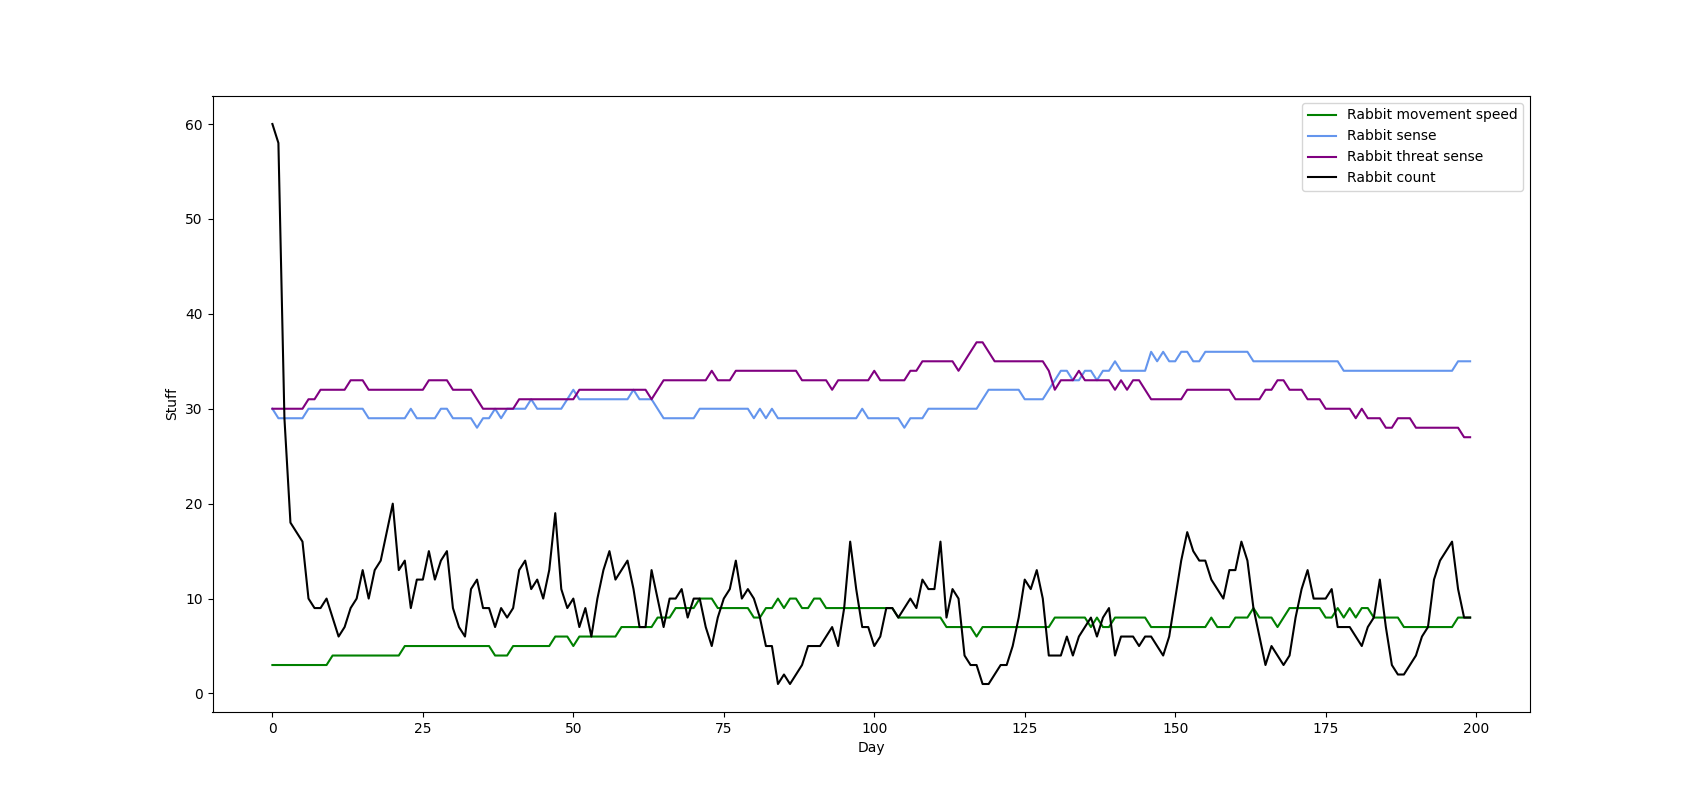 Rabbit movement speed
Rabbit sense
Rabbit threat sense
Rabbit count
60
50
40
30
20
10
0
Stuff
0 25 50 75 100 125 150 175 200
Day